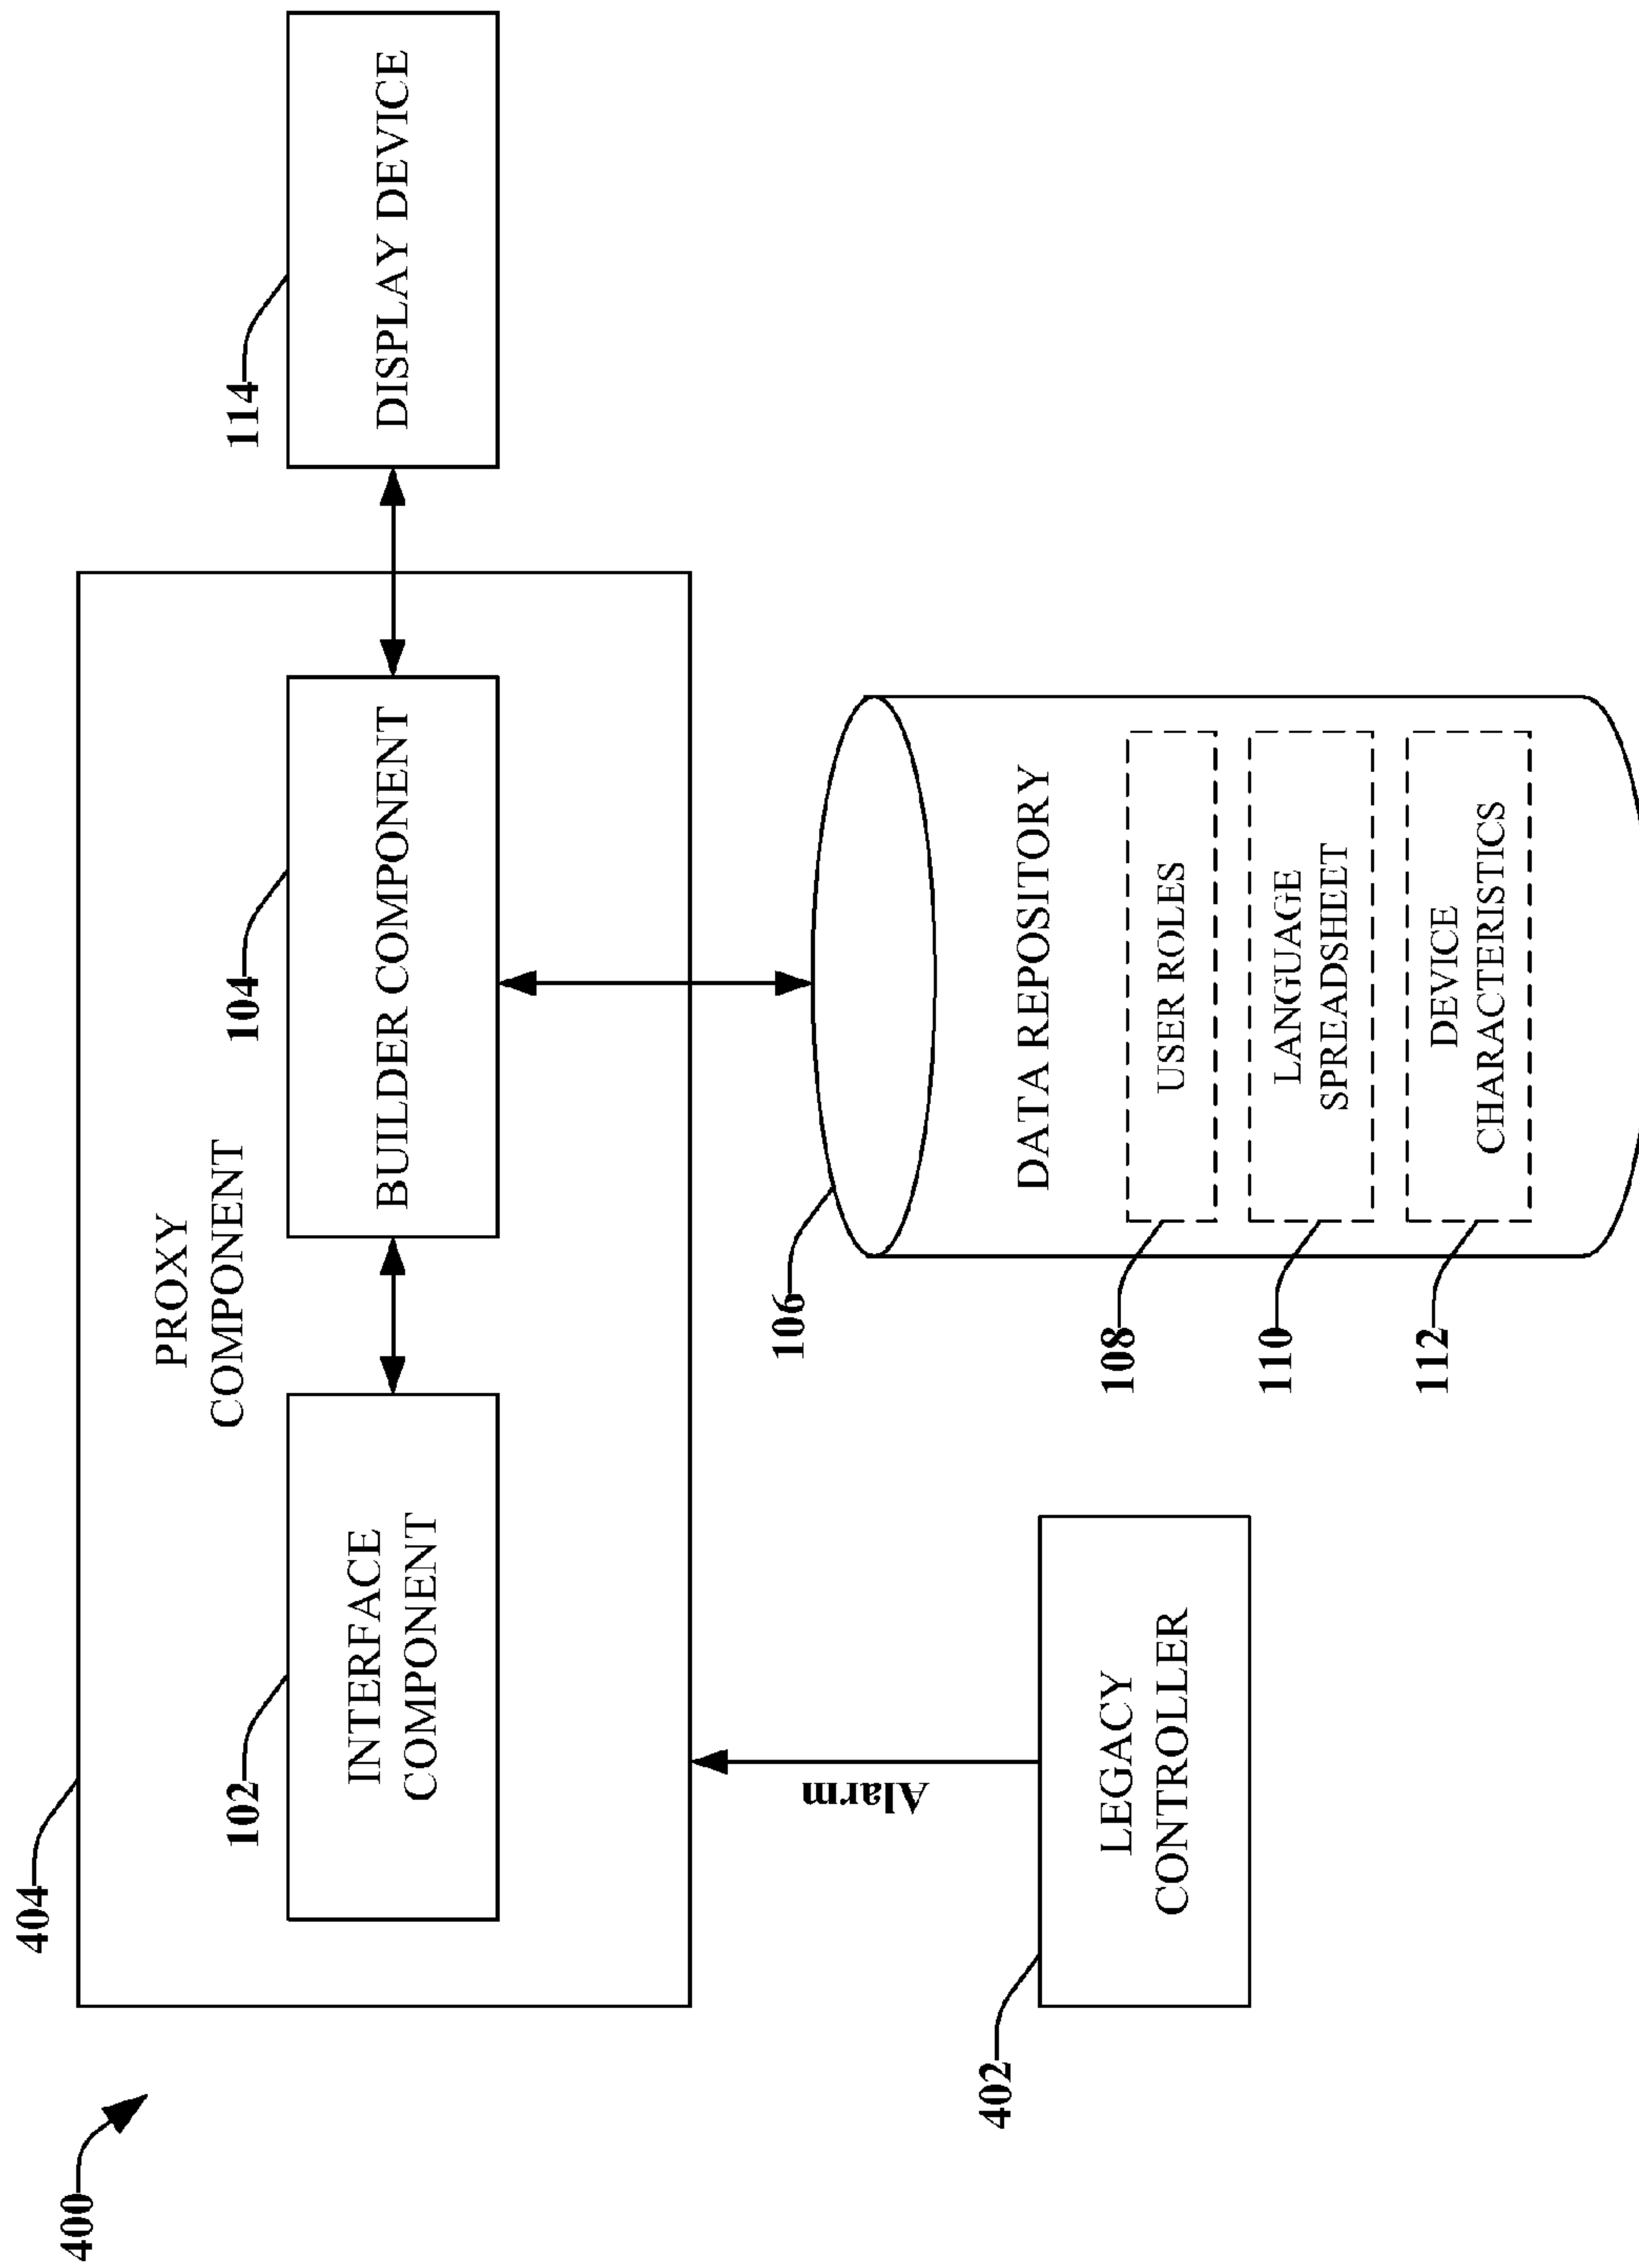 400
404
PROXY
COMPONENT
102
104
114
INTERFACE
COMPONENT
BUILDER COMPONENT
DISPLAY DEVICE
Alarm
106
402
LEGACY
CONTROLLER
DATA REPOSITORY
108
USER ROLES
110
LANGUAGE
SPREADSHEET
112
DEVICE
CHARACTERISTICS